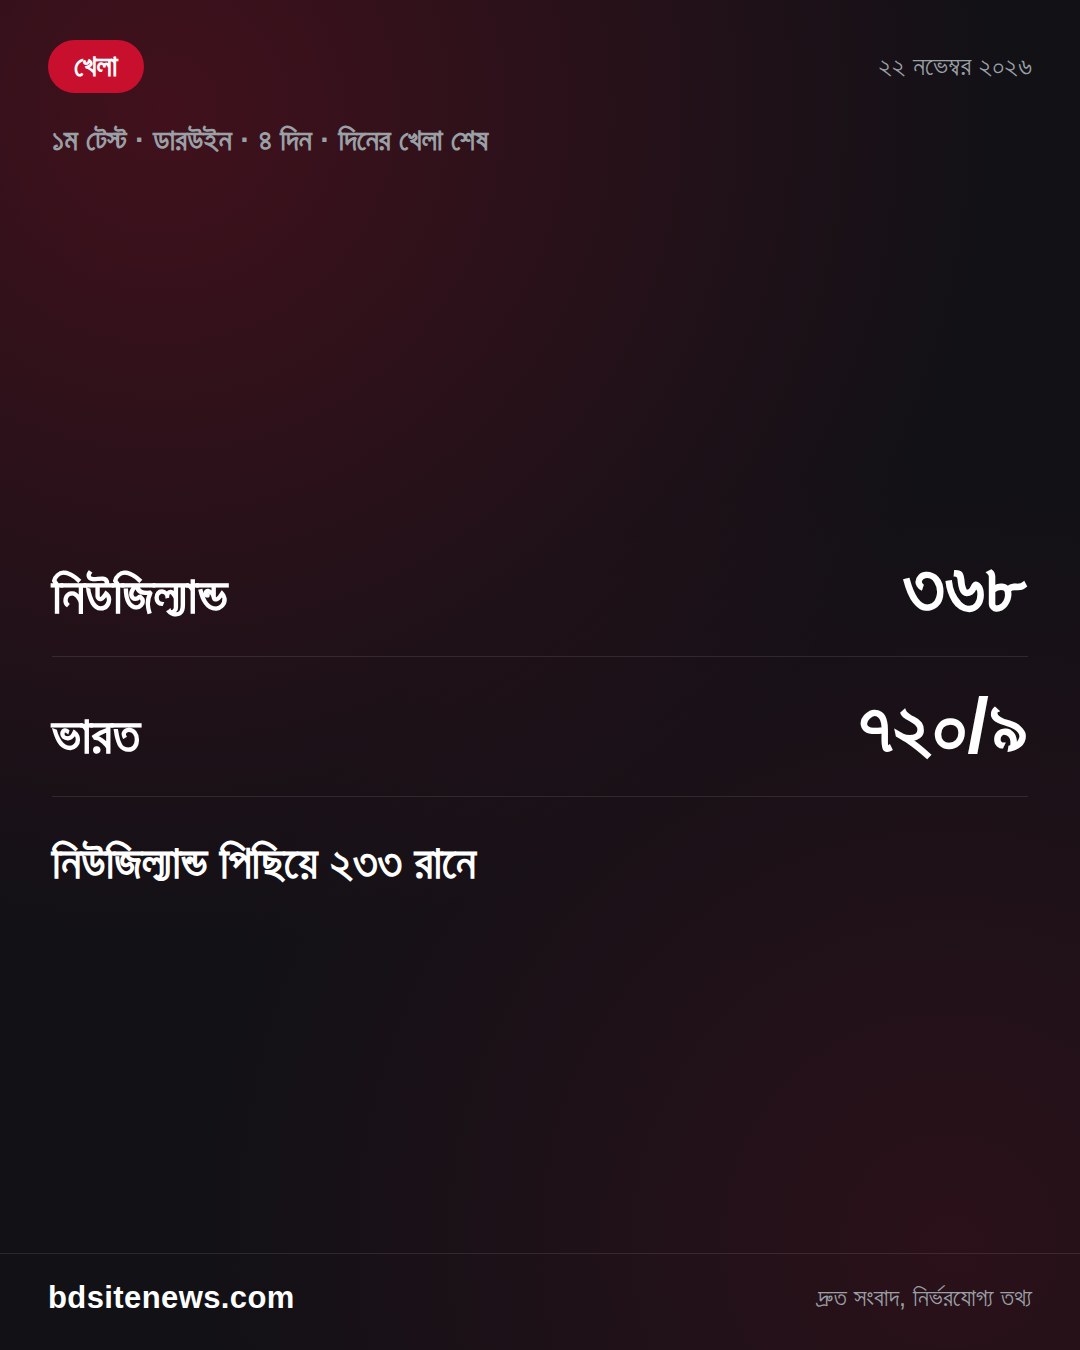 খেলা
২২ নভেম্বর ২০২৬
১ম টেস্ট · ডারউইন · ৪ দিন · দিনের খেলা শেষ
নিউজিল্যান্ড ৩৬৮
ভারত ৭২০/৯
নিউজিল্যান্ড পিছিয়ে ২৩৩ রানে
bdsitenews.com
দ্রুত সংবাদ, নির্ভরযোগ্য তথ্য